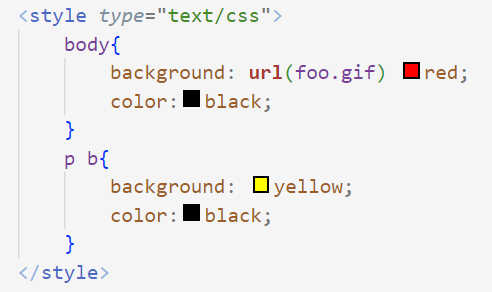 <style type="text/css">
body{
background: url(foo.gif) red;
color: black;
}
p b{
background: yellow;
color: black;
}
</style>